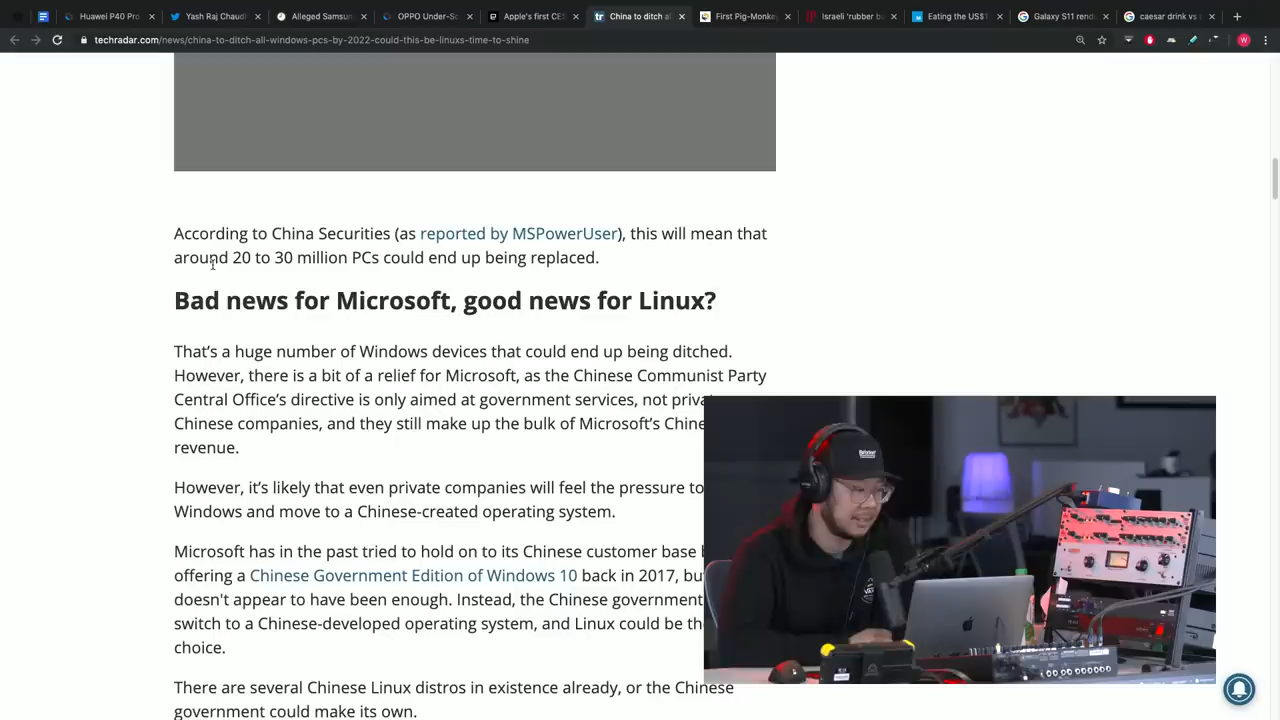 Huawei P40 Pro
Yash Raj Chaudh
Alleged Samsun
OPPO Under-Sc
Apple's first CES
China to ditch al
First Pig-Monke
Israeli 'rubber bu
Eating the US$1
Galaxy S11 rend
caesar drink vs b
techradar.com/news/china-to-ditch-all-windows-pcs-by-2022-could-this-be-linuxs-time-to-shine
According to China Securities (as reported by MSPowerUser), this will mean that
around 20 to 30 million PCs could end up being replaced.
Bad news for Microsoft, good news for Linux?
That's a huge number of Windows devices that could end up being ditched.
However, there is a bit of a relief for Microsoft, as the Chinese Communist Party
Central Office's directive is only aimed at government services, not priva
Chinese companies, and they still make up the bulk of Microsoft's Chine
revenue.
However, it's likely that even private companies will feel the pressure to
Windows and move to a Chinese-created operating system.
Microsoft has in the past tried to hold on to its Chinese customer base b
offering a Chinese Government Edition of Windows 10 back in 2017, bu
doesn't appear to have been enough. Instead, the Chinese government
switch to a Chinese-developed operating system, and Linux could be the
choice.
There are several Chinese Linux distros in existence already, or the Chinese
government could make its own.